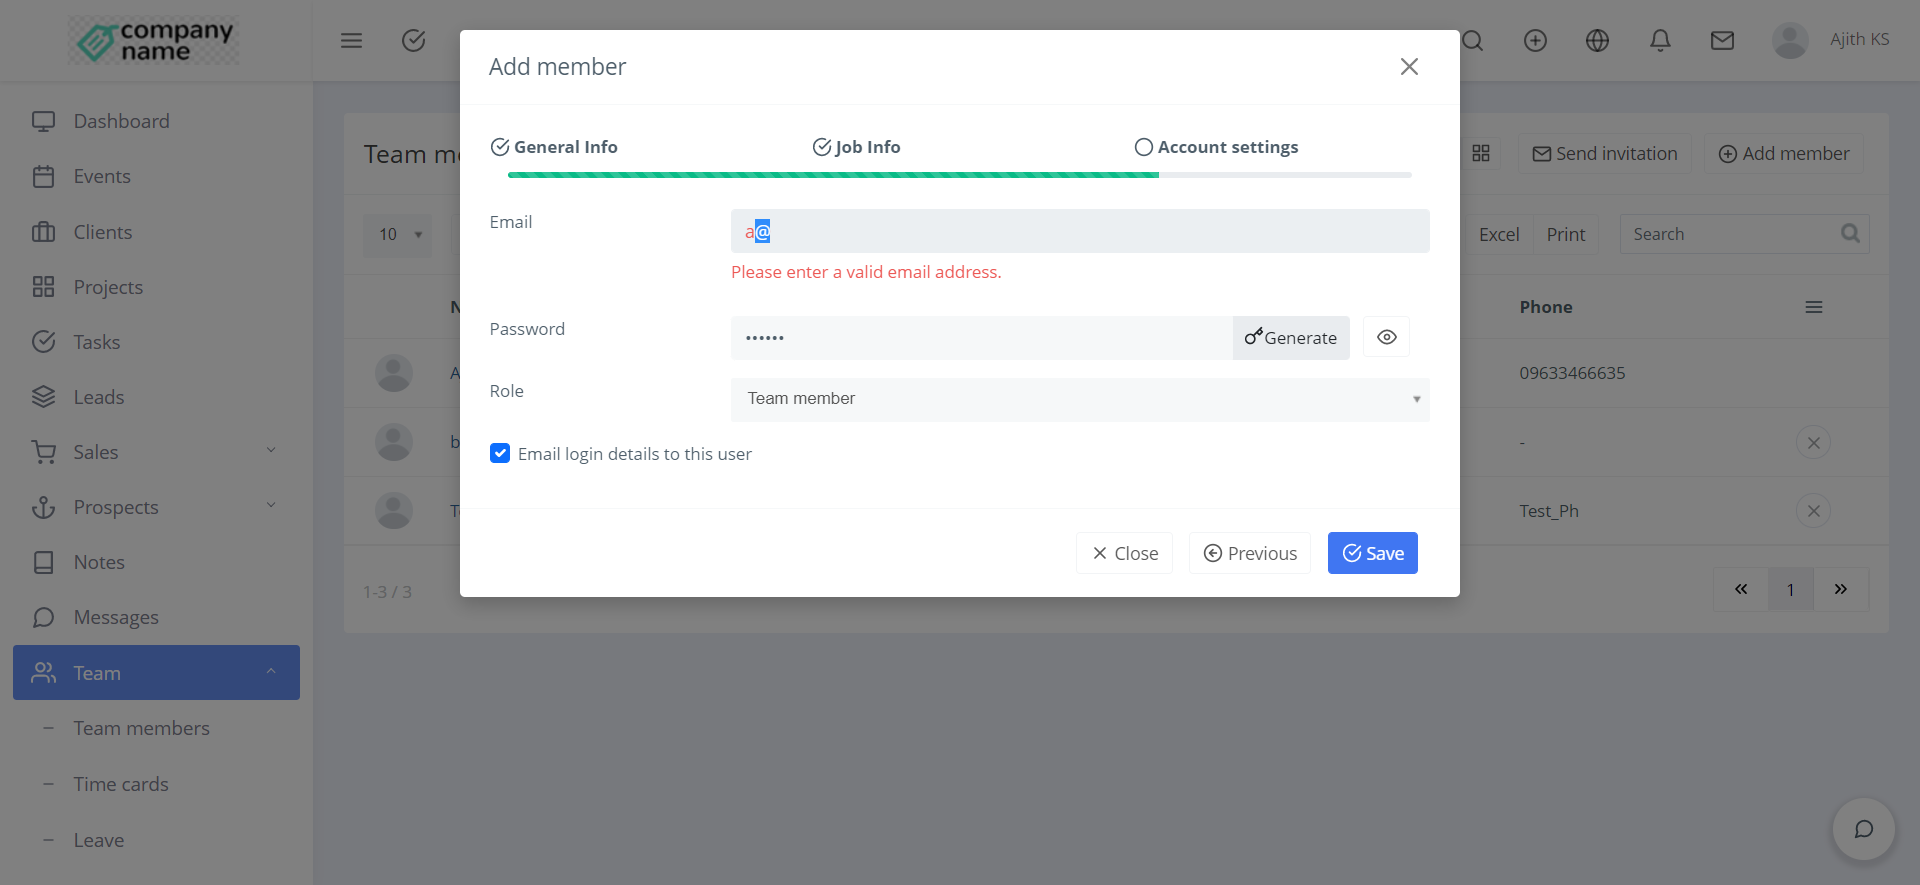 company
name
Ajith KS
Dashboard
Events
Clients
Projects
Tasks
Leads
Sales
Prospects
Notes
Messages
Team
Team members
Time cards
Leave
Team
Send invitation
Add member
10
Excel
Print
Search
Phone
09633466635
-
Test_Ph
1-3 / 3
1
Add member
General Info
Job Info
Account settings
Email
a@
Please enter a valid email address.
Password
••••••
Generate
Role
Team member
Email login details to this user
Close
Previous
Save